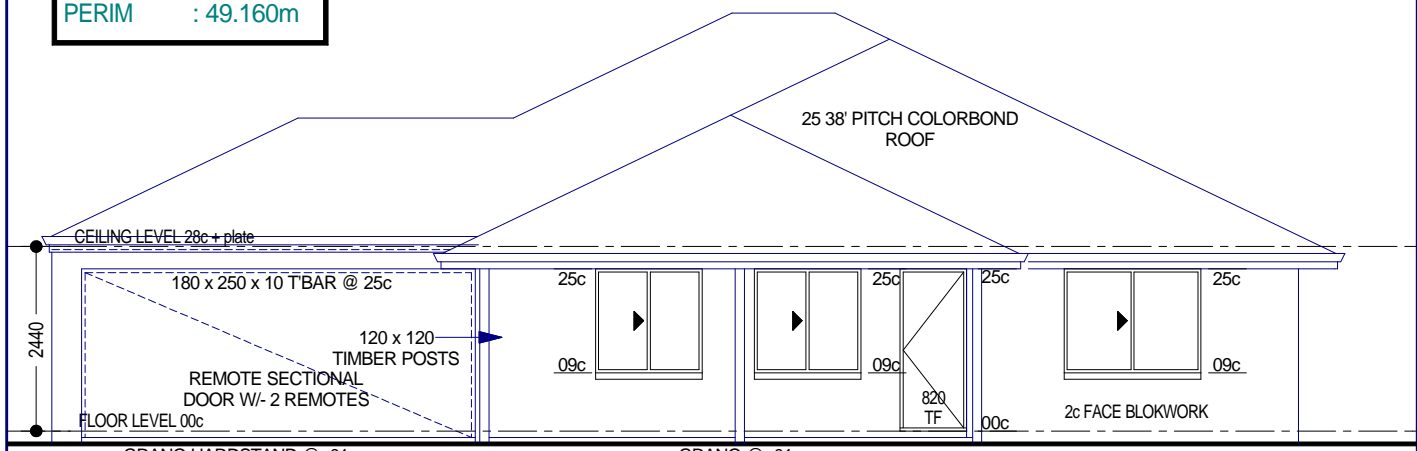 PERIM : 49.160m
25 38' PITCH COLORBOND
ROOF
CEILING LEVEL 28c + plate
180 x 250 x 10 T'BAR @ 25c
25c
25c
25c
25c
2440
120 x 120
TIMBER POSTS
09c
09c
09c
REMOTE SECTIONAL
DOOR W/- 2 REMOTES
820
TF
2c FACE BLOKWORK
FLOOR LEVEL 00c
00c